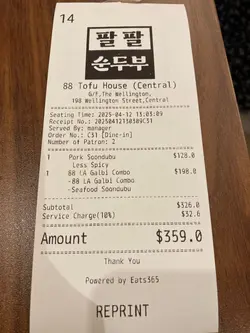 14
팔팔
순두부
88 Tofu House (Central)
G/F,The Wellington,
198 Wellington Street,Central
Seating Time: 2025-04-12 13:03:09
Receipt No.: 20250412130309C31
Served By: manager
Order No.: C31 [Dine-in]
Number of Patron: 2
1 Pork Soondubu $128.0
Less Spicy
1 88 LA Galbi Combo $198.0
-88 LA Galbi Combo
-Seafood Soondubu
Subtotal $326.0
Service Charge(10%) $32.6
Amount $359.0
Thank You
Powered by Eats365
REPRINT